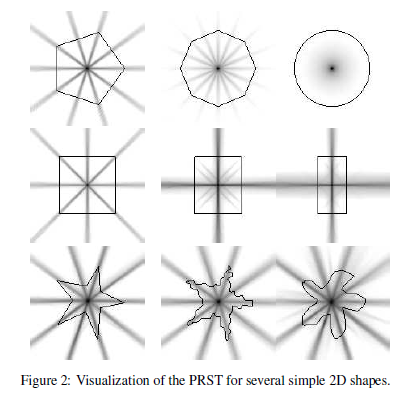 Figure 2: Visualization of the PRST for several simple 2D shapes.